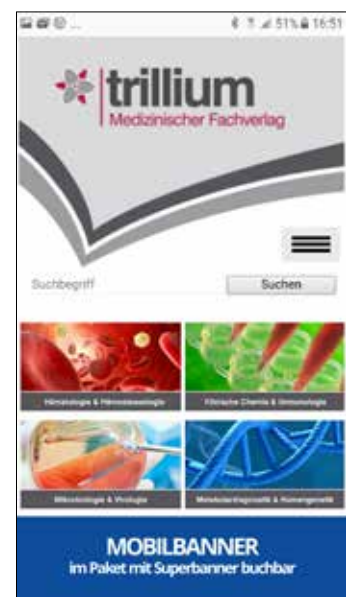 ... 51% 16:51
trillium
Medizinischer Fachverlag
Suchbegriff
Suchen
Hämatologie & Hämostaseologie
Klinische Chemie & Immunologie
Mikrobiologie & Virologie
Molekulardiagnostik & Humangenetik
MOBILBANNER
im Paket mit Superbanner buchbar